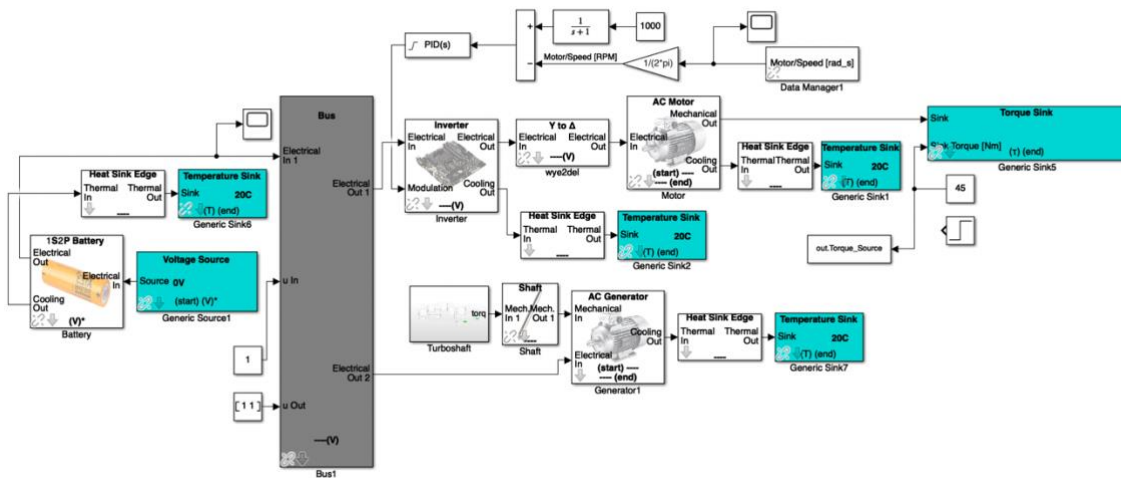 PID(s)
+
−
1
s + 1
1000
Motor/Speed [RPM]
1/(2*pi)
Motor/Speed [rad_s]
Data Manager1
Bus
Electrical
In 1
Electrical
Out 1
u In
Electrical
Out 2
u Out
----(V)
Bus1
Heat Sink Edge
Thermal Thermal
In Out
----
Temperature Sink
Sink 20C
(T) (end)
Generic Sink6
1S2P Battery
Electrical
Out
Electrical
In
Cooling
Out
(V)*
Battery
Voltage Source
Source 0V
(start) (V)*
Generic Source1
1
[ 1 1 ]
Inverter
Electrical Electrical
In Out
Cooling
Out
Modulation
----(V)
Inverter
Y to Δ
Electrical Electrical
In Out
----(V)
wye2del
AC Motor
Mechanical
Out
Electrical
In
Cooling
Out
(start) ----
---- (end)
Motor
Heat Sink Edge
Thermal Thermal
In Out
----
Temperature Sink
Sink 20C
(T) (end)
Generic Sink1
Torque Sink
Sink
Sink Torque [Nm]
(τ) (end)
Generic Sink5
45
out.Torque_Source
Heat Sink Edge
Thermal Thermal
In Out
----
Temperature Sink
Sink 20C
(T) (end)
Generic Sink2
torq
Turboshaft
Shaft
Mech. Mech.
In 1 Out 1
----
Shaft
AC Generator
Mechanical
In
Cooling
Out
Electrical
In
(start) ----
---- (end)
Generator1
Heat Sink Edge
Thermal Thermal
In Out
----
Temperature Sink
Sink 20C
(T) (end)
Generic Sink7